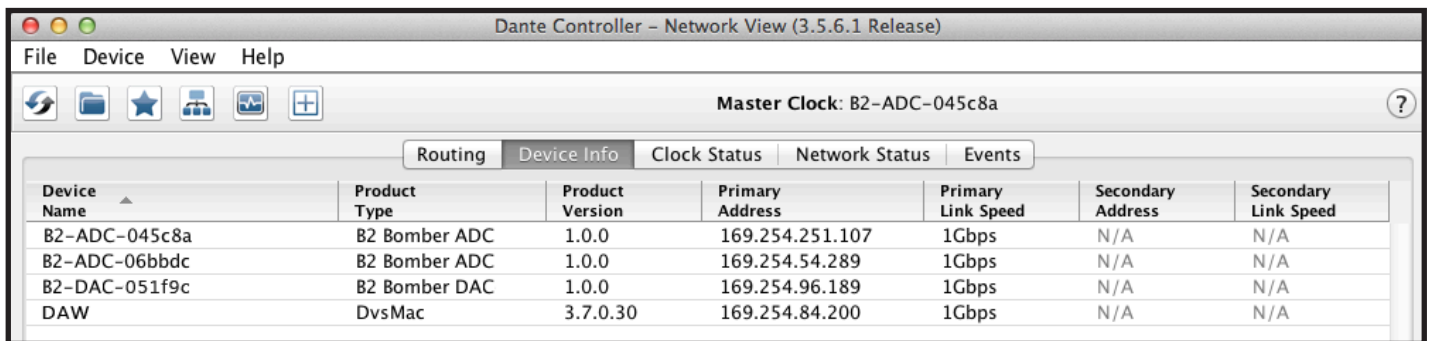 Dante Controller – Network View (3.5.6.1 Release)
File Device View Help
Master Clock: B2-ADC-045c8a ?
Routing Device Info Clock Status Network Status Events
Device Product Product Primary Primary Secondary Secondary
Name Type Version Address Link Speed Address Link Speed
B2-ADC-045c8a B2 Bomber ADC 1.0.0 169.254.251.107 1Gbps N/A N/A
B2-ADC-06bbdc B2 Bomber ADC 1.0.0 169.254.54.289 1Gbps N/A N/A
B2-DAC-051f9c B2 Bomber DAC 1.0.0 169.254.96.189 1Gbps N/A N/A
DAW DvsMac 3.7.0.30 169.254.84.200 1Gbps N/A N/A